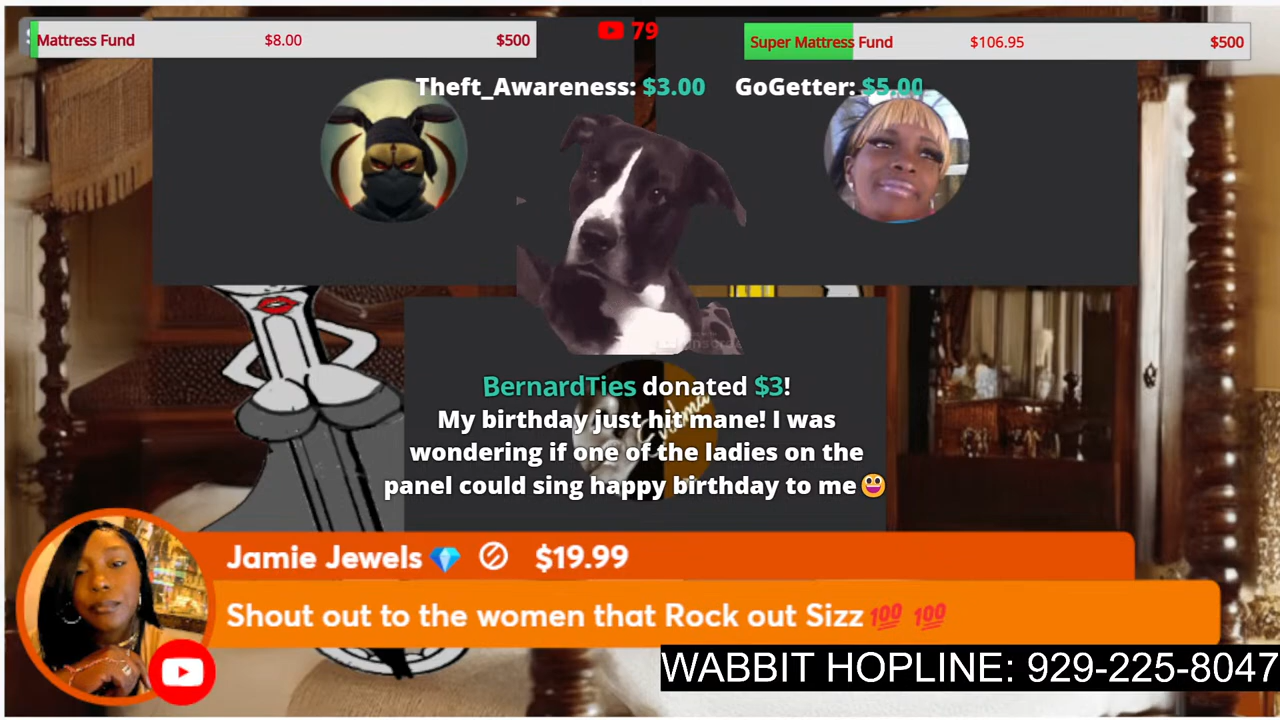 Mattress Fund $8.00 $500
79
Super Mattress Fund $106.95 $500
Theft_Awareness: $3.00 GoGetter: $5.00
BernardTies donated $3!
My birthday just hit mane! I was
wondering if one of the ladies on the
panel could sing happy birthday to me😃
Jamie Jewels💎 $19.99
Shout out to the women that Rock out Sizz💯 💯
WABBIT HOPLINE: 929-225-8047